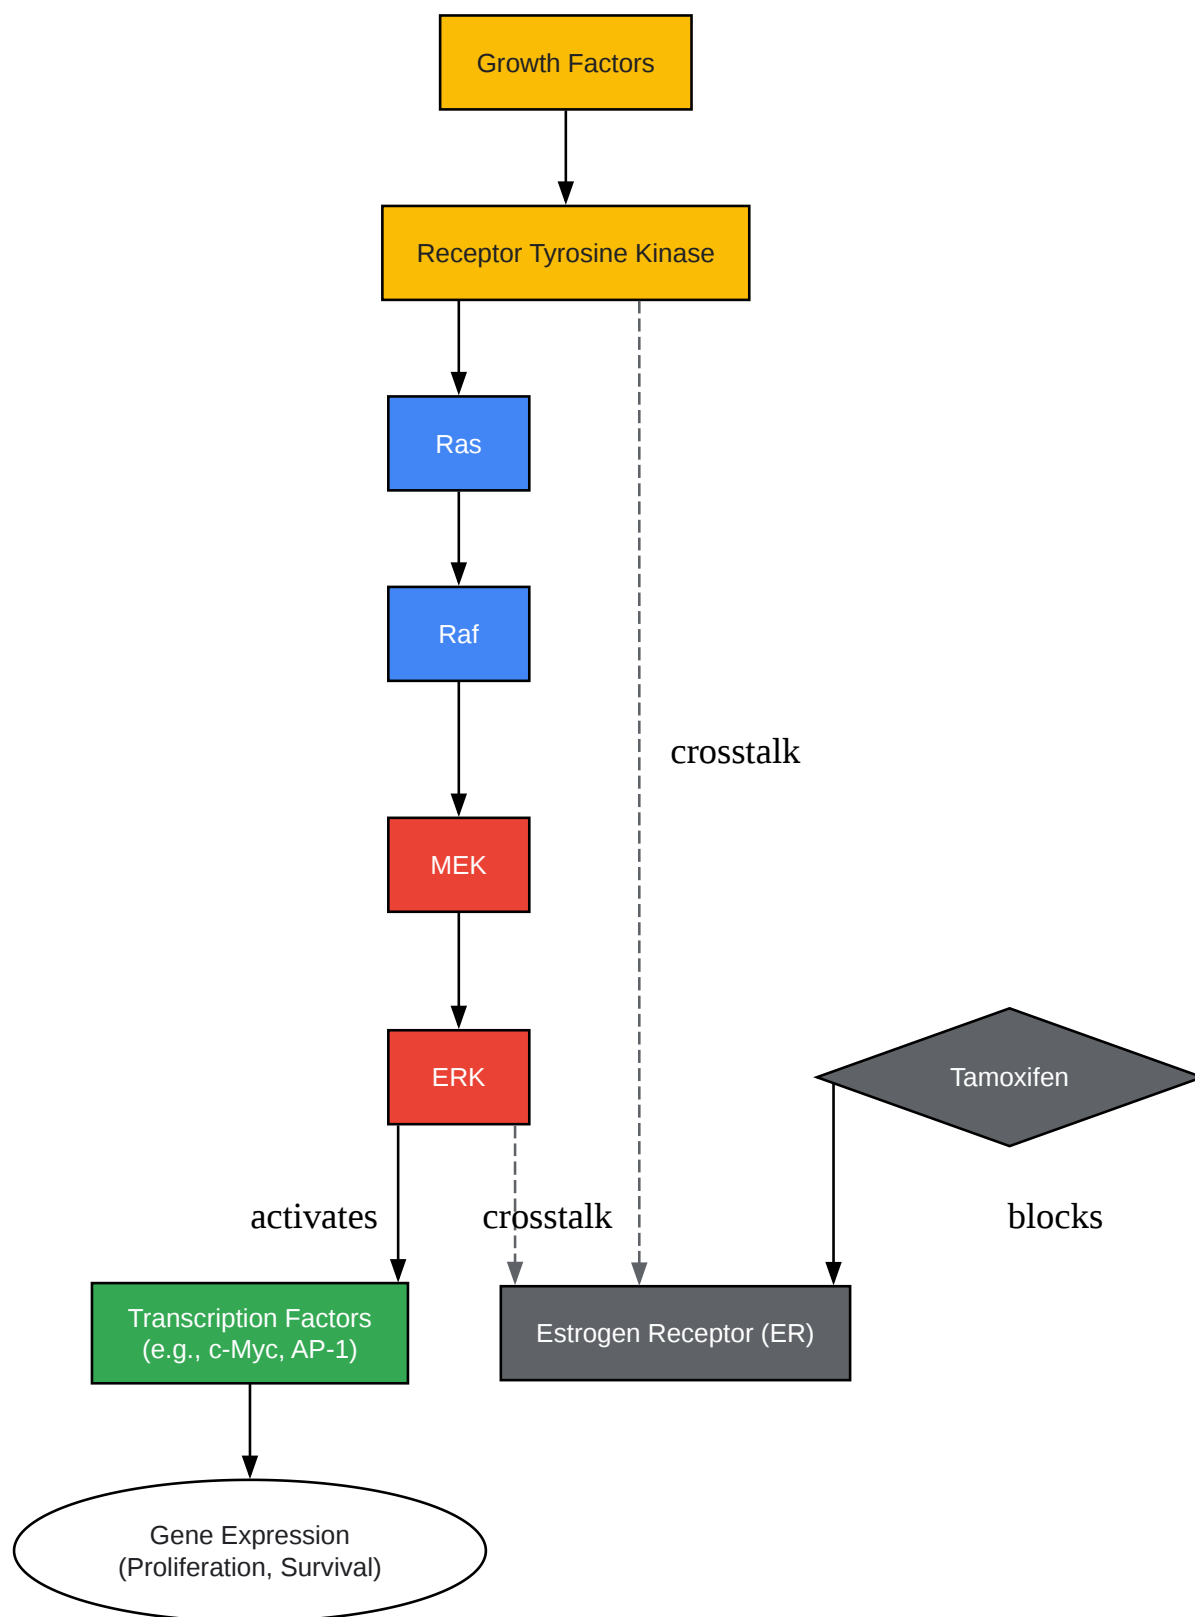 Growth Factors
Receptor Tyrosine Kinase
Ras
Raf
crosstalk
MEK
ERK
Tamoxifen
activates
crosstalk
blocks
Transcription Factors
(e.g., c-Myc, AP-1)
Estrogen Receptor (ER)
Gene Expression
(Proliferation, Survival)